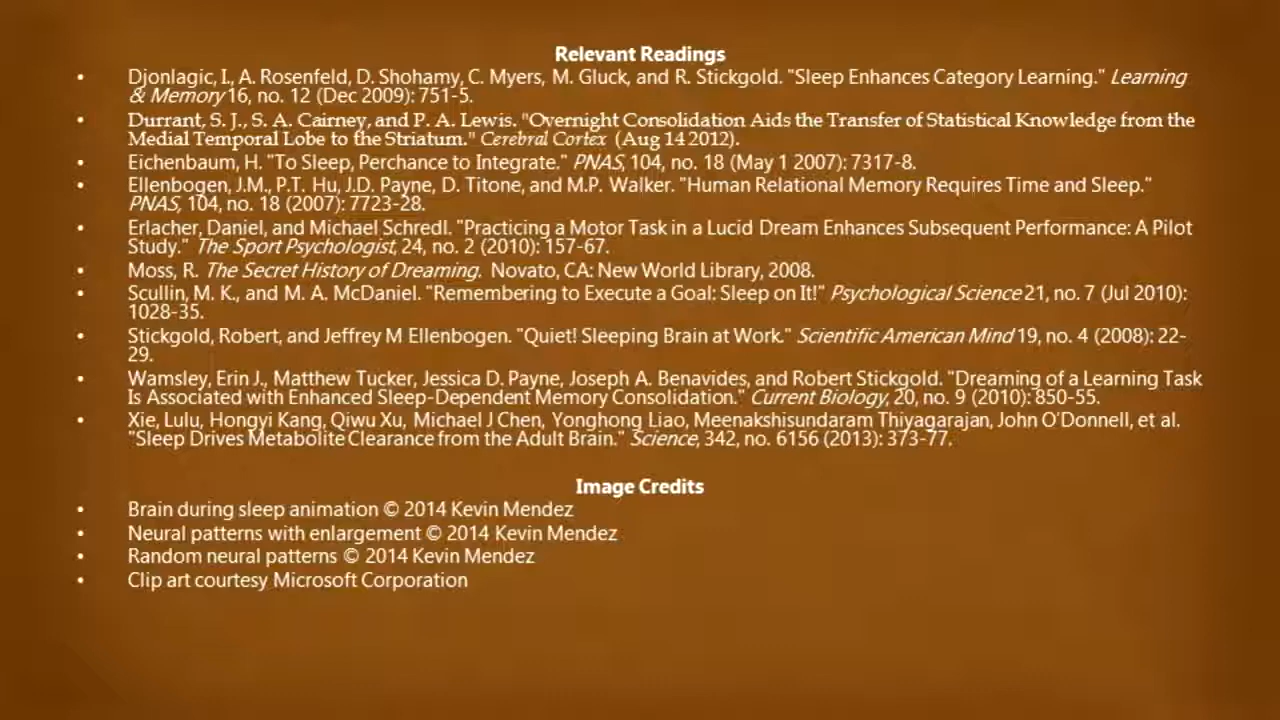 Relevant Readings
• Djonlagic, I., A. Rosenfeld, D. Shohamy, C. Myers, M. Gluck, and R. Stickgold. "Sleep Enhances Category Learning." Learning
& Memory 16, no. 12 (Dec 2009): 751-5.
• Durrant, S. J., S. A. Cairney, and P. A. Lewis. "Overnight Consolidation Aids the Transfer of Statistical Knowledge from the
Medial Temporal Lobe to the Striatum." Cerebral Cortex (Aug 14 2012).
• Eichenbaum, H. "To Sleep, Perchance to Integrate." PNAS, 104, no. 18 (May 1 2007): 7317-8.
• Ellenbogen, J.M., P.T. Hu, J.D. Payne, D. Titone, and M.P. Walker. "Human Relational Memory Requires Time and Sleep."
PNAS, 104, no. 18 (2007): 7723-28.
• Erlacher, Daniel, and Michael Schredl. "Practicing a Motor Task in a Lucid Dream Enhances Subsequent Performance: A Pilot
Study." The Sport Psychologist, 24, no. 2 (2010): 157-67.
• Moss, R. The Secret History of Dreaming. Novato, CA: New World Library, 2008.
• Scullin, M. K., and M. A. McDaniel. "Remembering to Execute a Goal: Sleep on It!" Psychological Science 21, no. 7 (Jul 2010):
1028-35.
• Stickgold, Robert, and Jeffrey M Ellenbogen. "Quiet! Sleeping Brain at Work." Scientific American Mind 19, no. 4 (2008): 22-
29.
• Wamsley, Erin J., Matthew Tucker, Jessica D. Payne, Joseph A. Benavides, and Robert Stickgold. "Dreaming of a Learning Task
Is Associated with Enhanced Sleep-Dependent Memory Consolidation." Current Biology, 20, no. 9 (2010): 850-55.
• Xie, Lulu, Hongyi Kang, Qiwu Xu, Michael J Chen, Yonghong Liao, Meenakshisundaram Thiyagarajan, John O'Donnell, et al.
"Sleep Drives Metabolite Clearance from the Adult Brain." Science, 342, no. 6156 (2013): 373-77.
Image Credits
• Brain during sleep animation © 2014 Kevin Mendez
• Neural patterns with enlargement © 2014 Kevin Mendez
• Random neural patterns © 2014 Kevin Mendez
• Clip art courtesy Microsoft Corporation